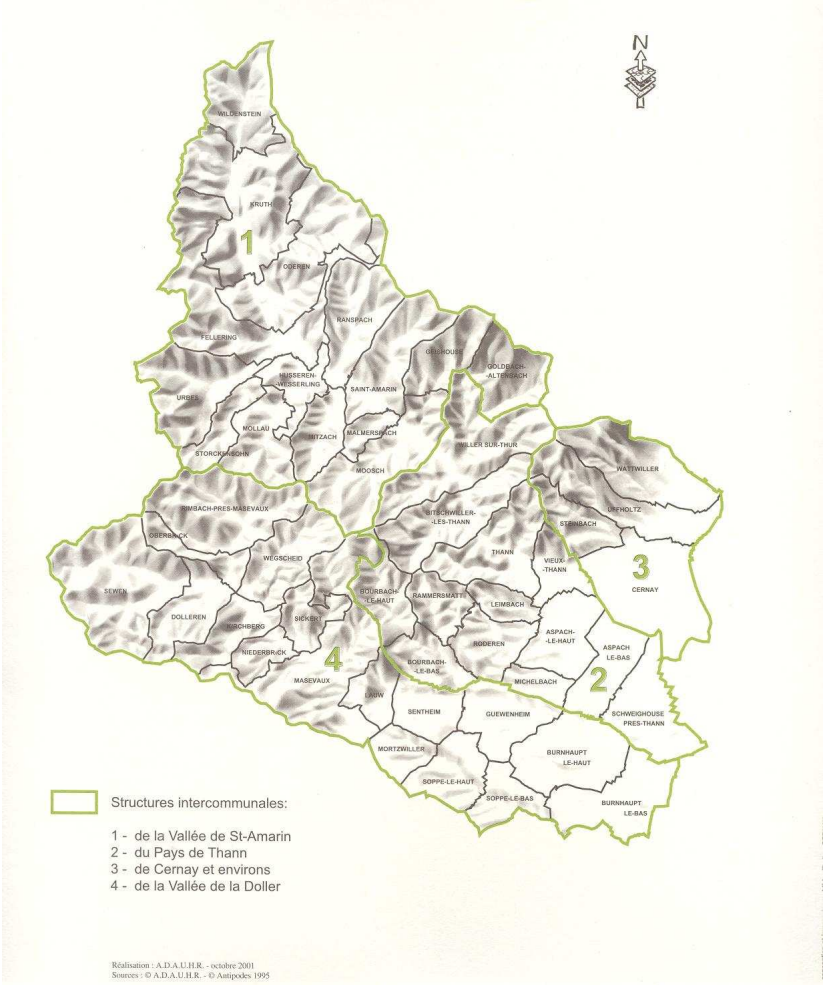 N
WILDENSTEIN
KRUTH
1
ODEREN
RANSPACH
FELLERING
GEISHOUSE
GOLDBACH-
-ALTENBACH
HUSSEREN-
-WESSERLING
SAINT-AMARIN
URBES
MOLLAU
MITZACH
MALMERSPACH
WILLER SUR-THUR
STORCKENSOHN
MOOSCH
WATTWILLER
RIMBACH-PRES-MASEVAUX
UFFHOLTZ
BITSCHWILLER-
-LES-THANN
STEINBACH
OBERBRUCK
THANN
WEGSCHEID
VIEUX-
-THANN
3
SEWEN
CERNAY
BOURBACH-
-LE-HAUT
RAMMERSMATT
LEIMBACH
DOLLEREN
KIRCHBERG
SICKERT
ASPACH-
-LE-HAUT
RODEREN
ASPACH
LE-BAS
NIEDERBRUCK
4
BOURBACH-
-LE-BAS
MASEVAUX
MICHELBACH
2
LAUW
SENTHEIM
GUEWENHEIM
SCHWEIGHOUSE
PRES-THANN
MORTZWILLER
BURNHAUPT
LE-HAUT
SOPPE-LE-HAUT
SOPPE-LE-BAS
BURNHAUPT
LE-BAS
Structures intercommunales:
1 - de la Vallée de St-Amarin
2 - du Pays de Thann
3 - de Cernay et environs
4 - de la Vallée de la Doller
Réalisation : A.D.A.U.H.R. - octobre 2001
Sources : © A.D.A.U.H.R. - © Antipodes 1995